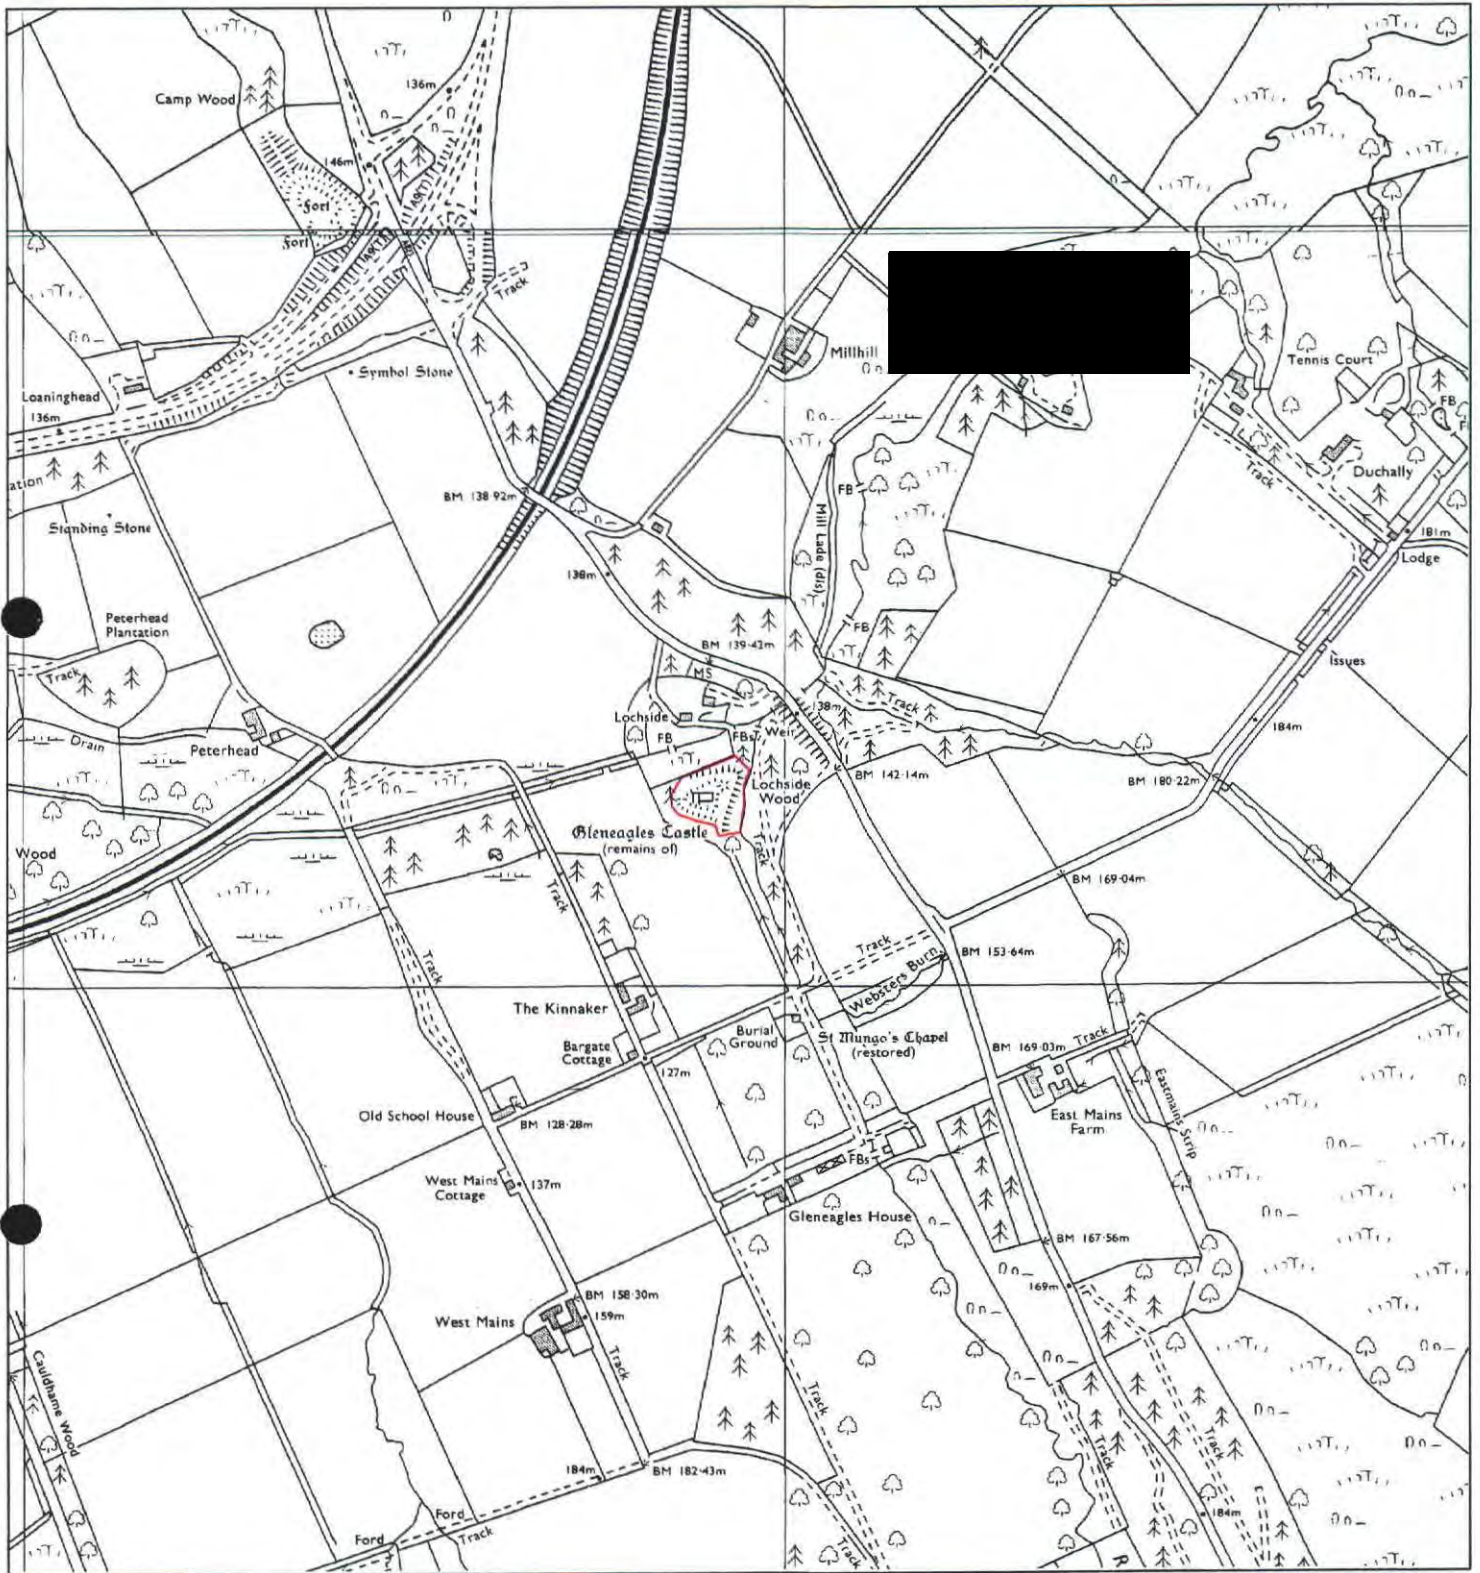 136m
Camp Wood
146m
Fort
Fort
A9(T)
A9(T)
Track
Symbol Stone
Millhill
Tennis Court
Loaninghead
136m
FB
Duchally
Track
ation
BM 138·92m
FB
Mill Lade (dis)
Standing Stone
181m
Lodge
138m
Peterhead
Plantation
FB
BM 139·42m
MS
Issues
Track
Track
138m
Lochside
184m
FB
FBs
Weir
Drain
Peterhead
BM 142·14m
BM 180·22m
Lochside
Wood
Gleneagles Castle
(remains of)
Wood
Track
Track
BM 169·04m
Track
Track
BM 153·64m
Websters Burn
The Kinnaker
Burial
Ground
St Mungo's Chapel
(restored)
BM 169·03m
Track
Bargate
Cottage
127m
Eastmains Strip
Old School House
BM 128·28m
East Mains
Farm
FBs
West Mains
Cottage
137m
Gleneagles House
BM 167·56m
169m
BM 158·30m
West Mains
159m
Track
Cauldhame Wood
Track
Track
Track
184m
BM 182·43m
Ford
Ford
Track
Track
184m